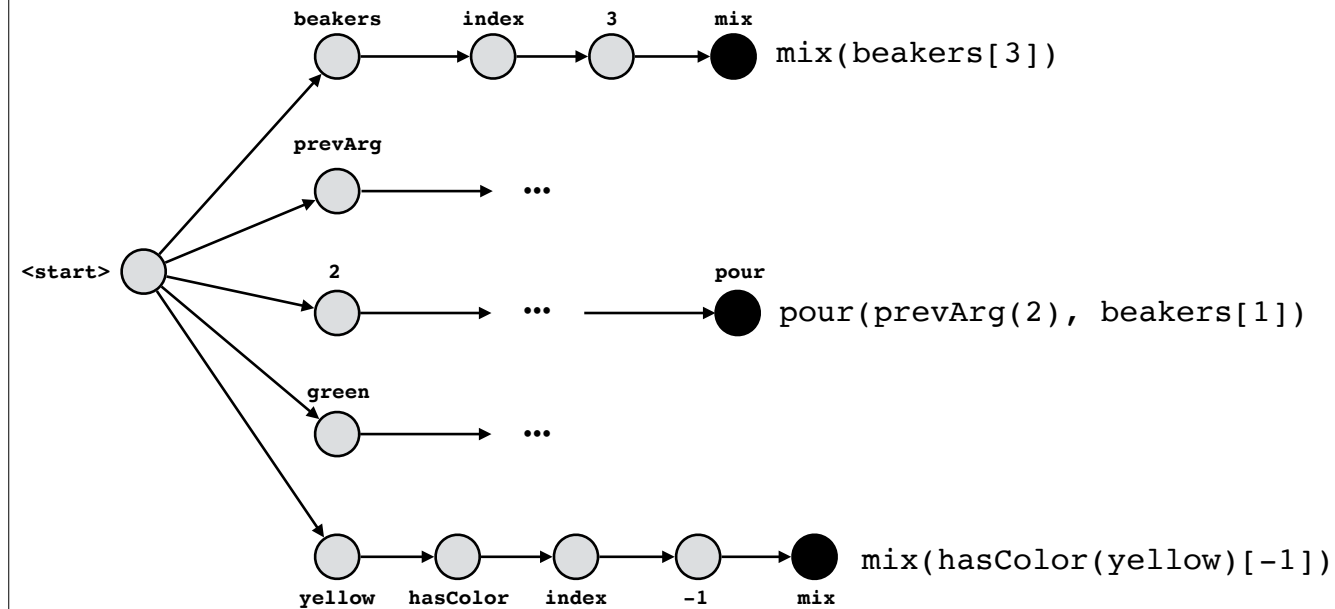 beakers index 3 mix
mix(beakers[3])
prevArg
•••
<start>
2 pour
•••
pour(prevArg(2), beakers[1])
green
•••
mix(hasColor(yellow)[-1])
yellow hasColor index -1 mix